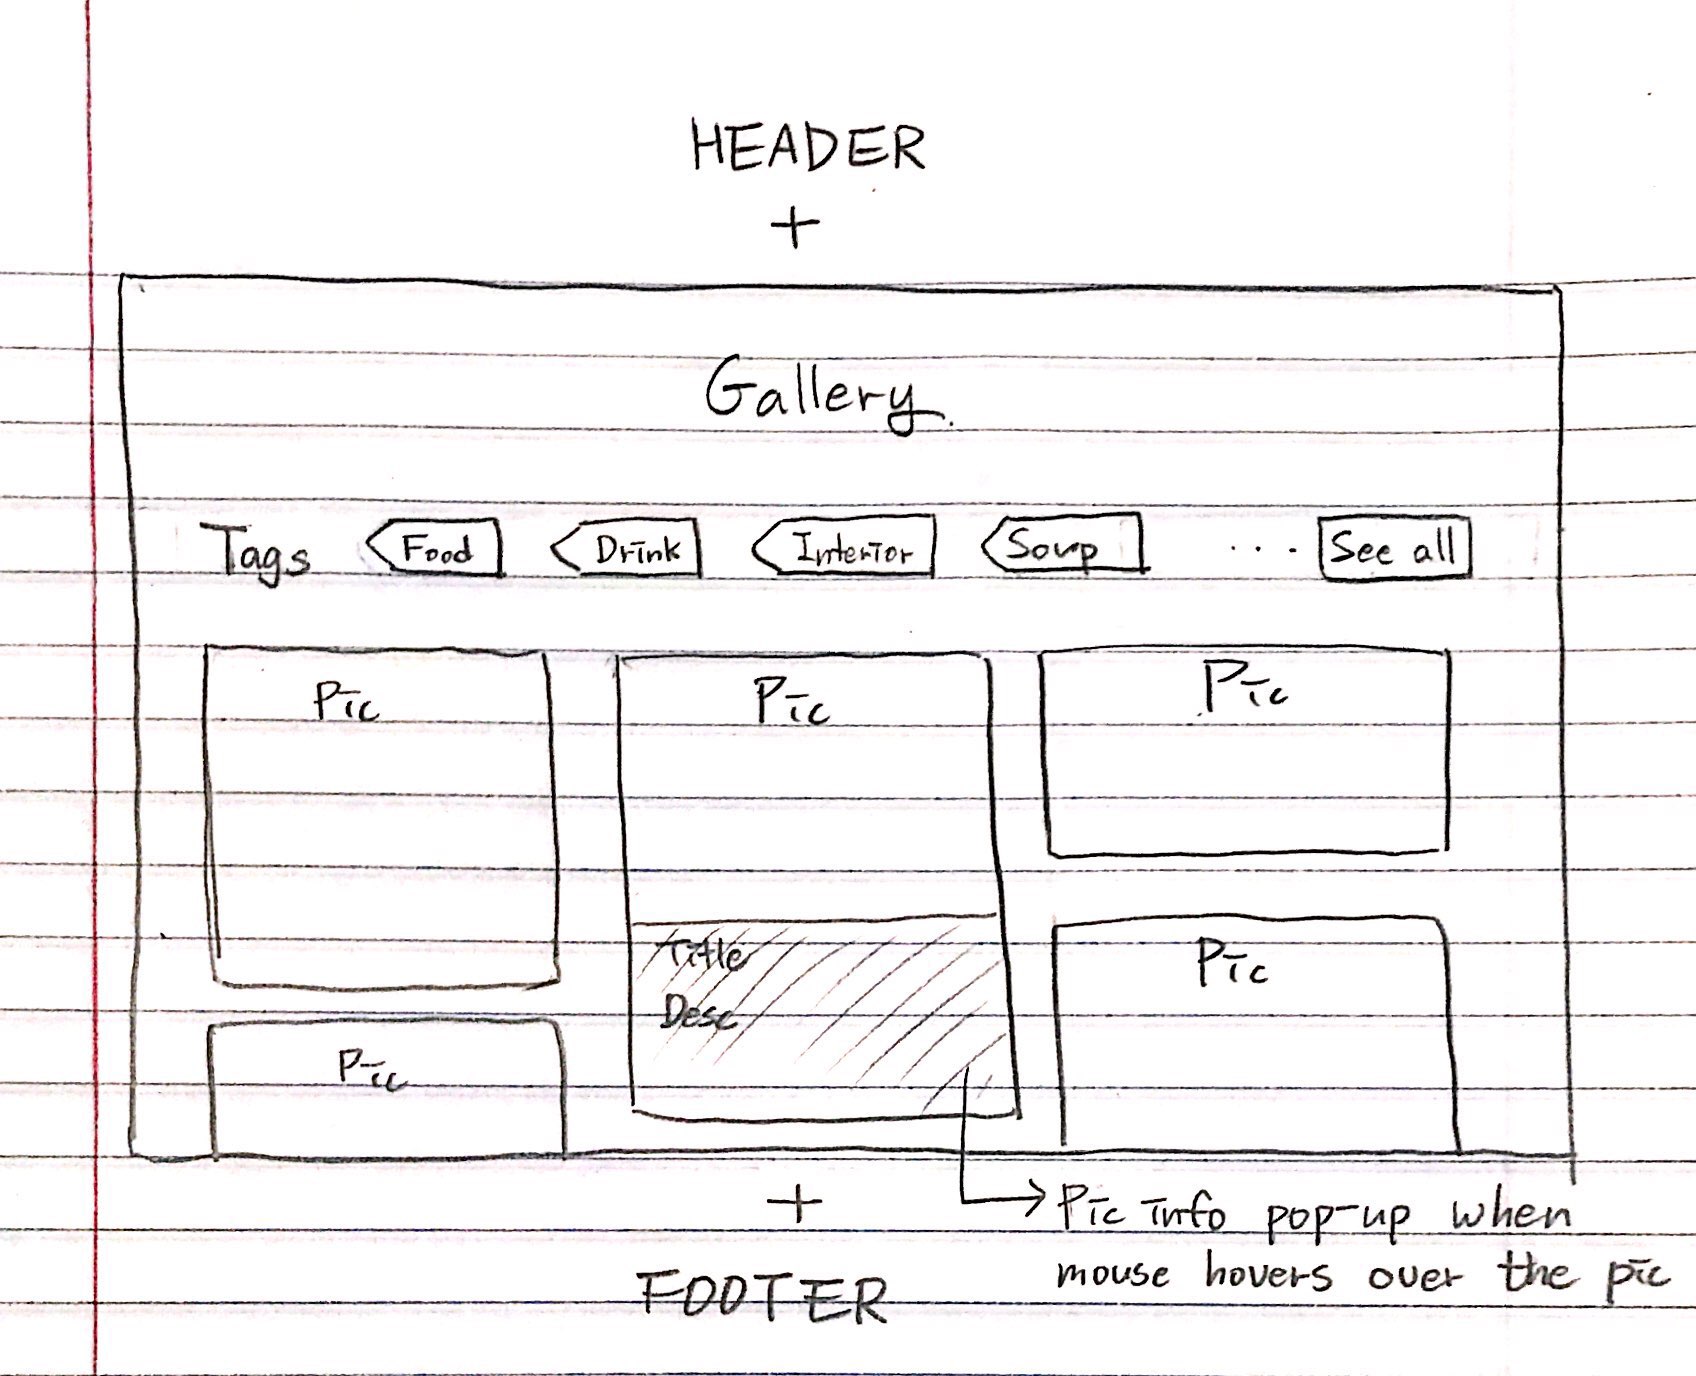 HEADER
+
Gallery
Tags Food Drink Interior Soup .... See all
Pic Pic Pic
Title
Desc
Pic
Pic
+
Pic info pop-up when
mouse hovers over the pic
FOOTER